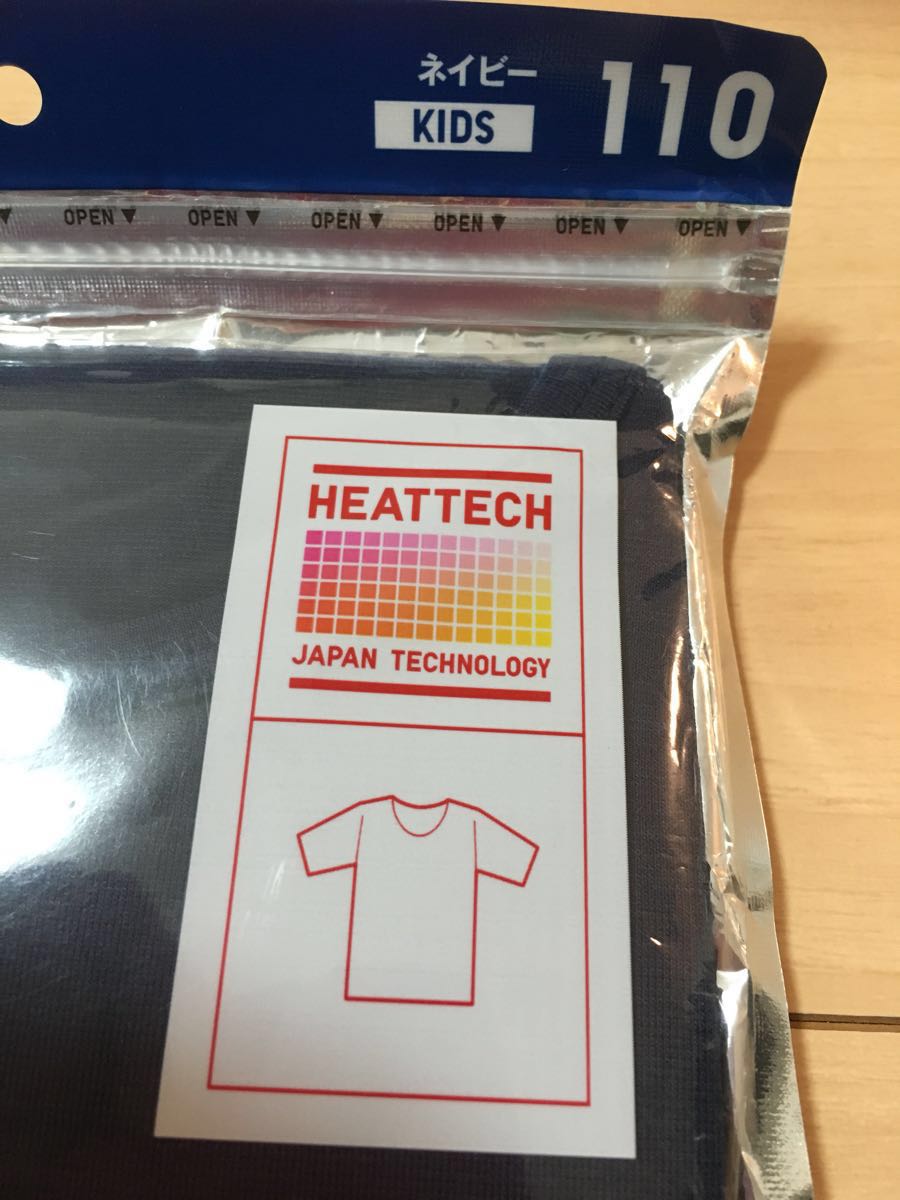 ネイビー
KIDS
110
OPEN▼ OPEN▼ OPEN▼ OPEN▼ OPEN▼ OPEN▼
HEATTECH
JAPAN TECHNOLOGY